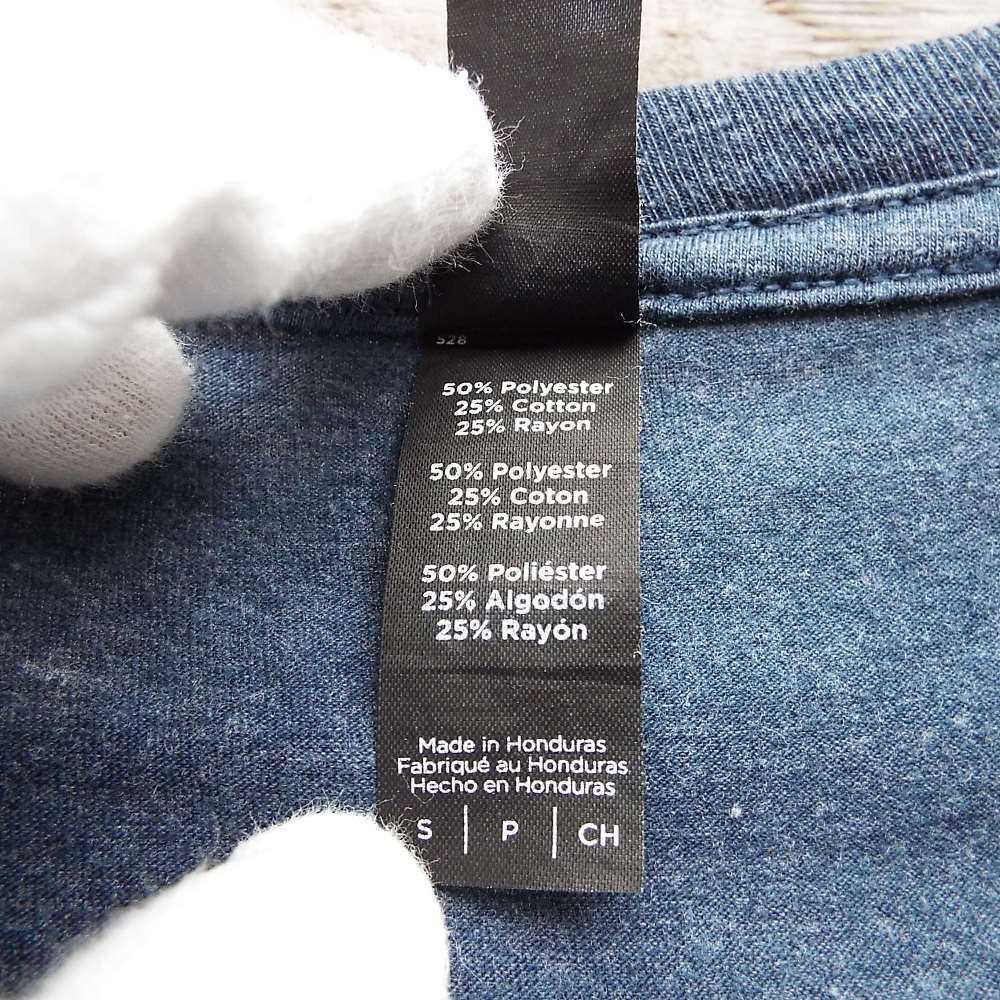 528
50% Polyester
25% Cotton
25% Rayon
50% Polyester
25% Coton
25% Rayonne
50% Poliéster
25% Algodón
25% Rayón
Made in Honduras
Fabriqué au Honduras
Hecho en Honduras
S | P | CH